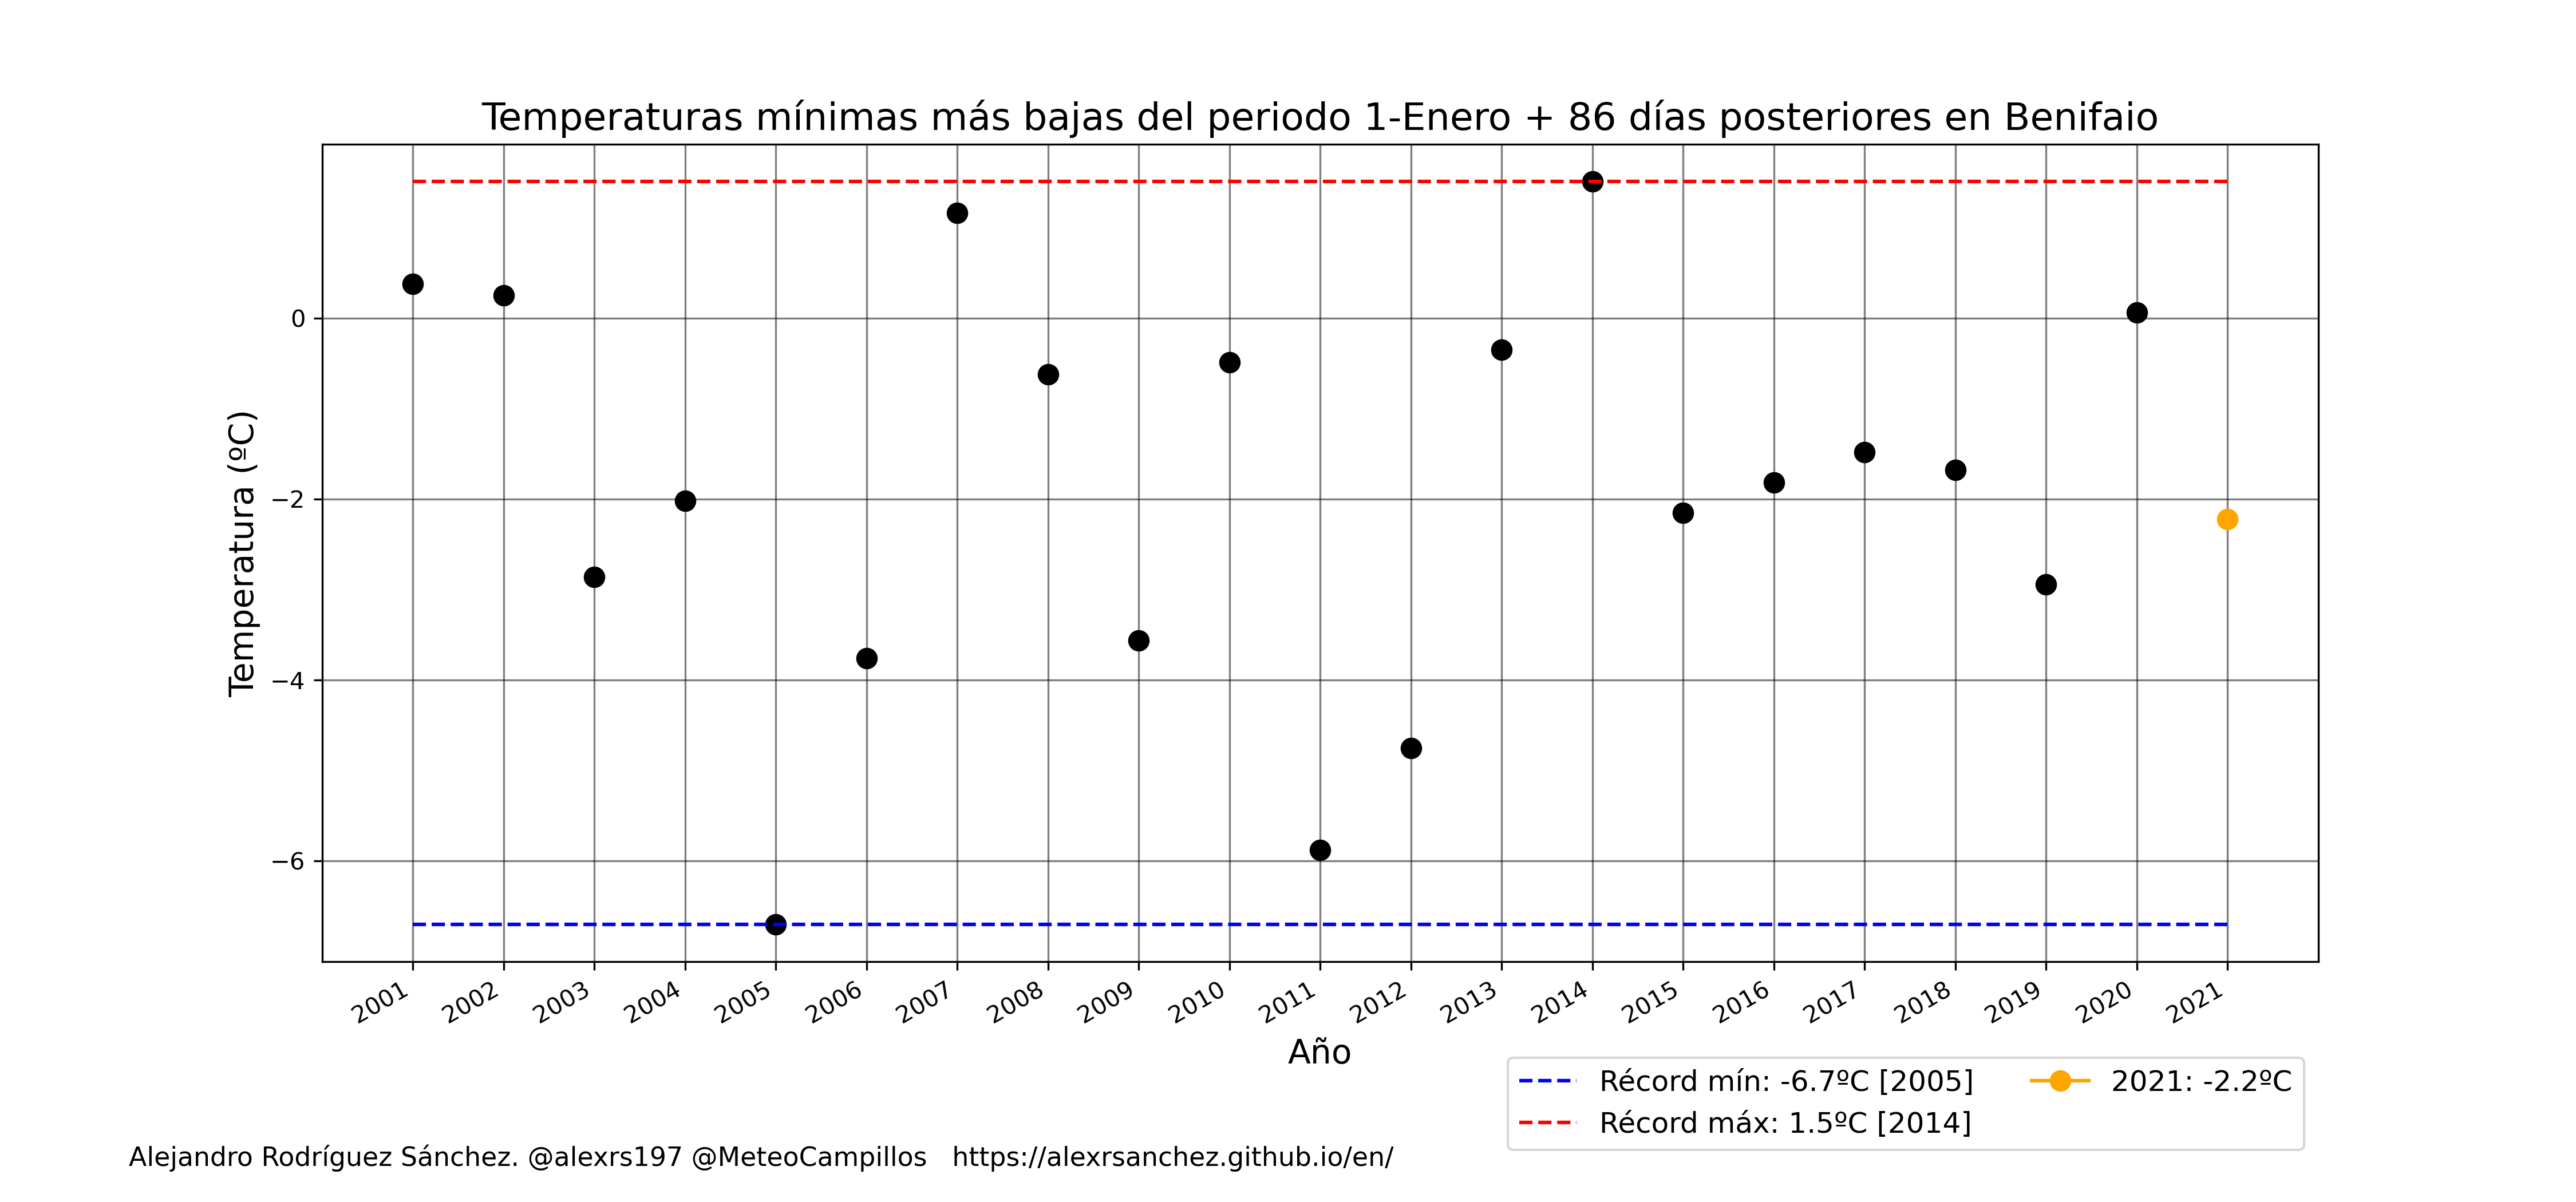 Temperaturas mínimas más bajas del periodo 1-Enero + 86 días posteriores en Benifaio
Temperatura (ºC)
0
−2
−4
−6
2001 2002 2003 2004 2005 2006 2007 2008 2009 2010 2011 2012 2013 2014 2015 2016 2017 2018 2019 2020 2021
Año
Récord mín: -6.7ºC [2005]
Récord máx: 1.5ºC [2014]
2021: -2.2ºC
Alejandro Rodríguez Sánchez. @alexrs197 @MeteoCampillos https://alexrsanchez.github.io/en/